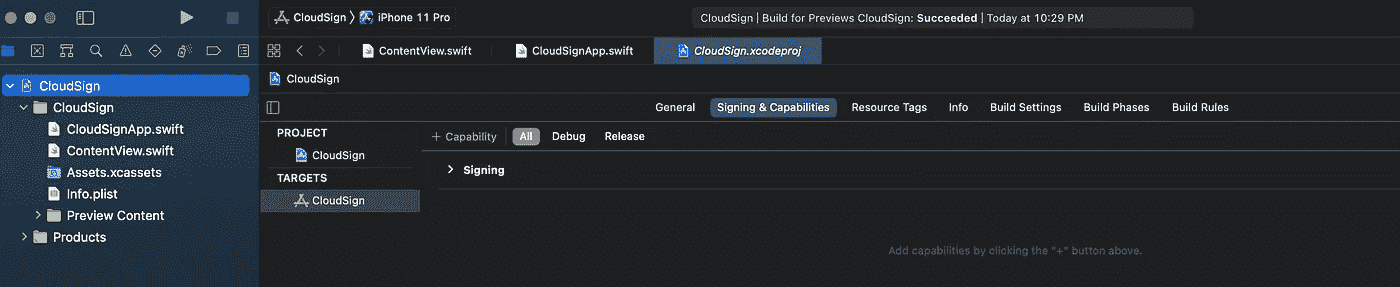 CloudSign 〉 iPhone 11 Pro
CloudSign | Build for Previews CloudSign: Succeeded | Today at 10:29 PM
ContentView.swift
CloudSignApp.swift
CloudSign.xcodeproj
CloudSign
CloudSign
CloudSignApp.swift
ContentView.swift
Assets.xcassets
Info.plist
Preview Content
Products
CloudSign
General
Signing & Capabilities
Resource Tags
Info
Build Settings
Build Phases
Build Rules
PROJECT
CloudSign
TARGETS
CloudSign
+ Capability
All
Debug
Release
Signing
Add capabilities by clicking the "+" button above.